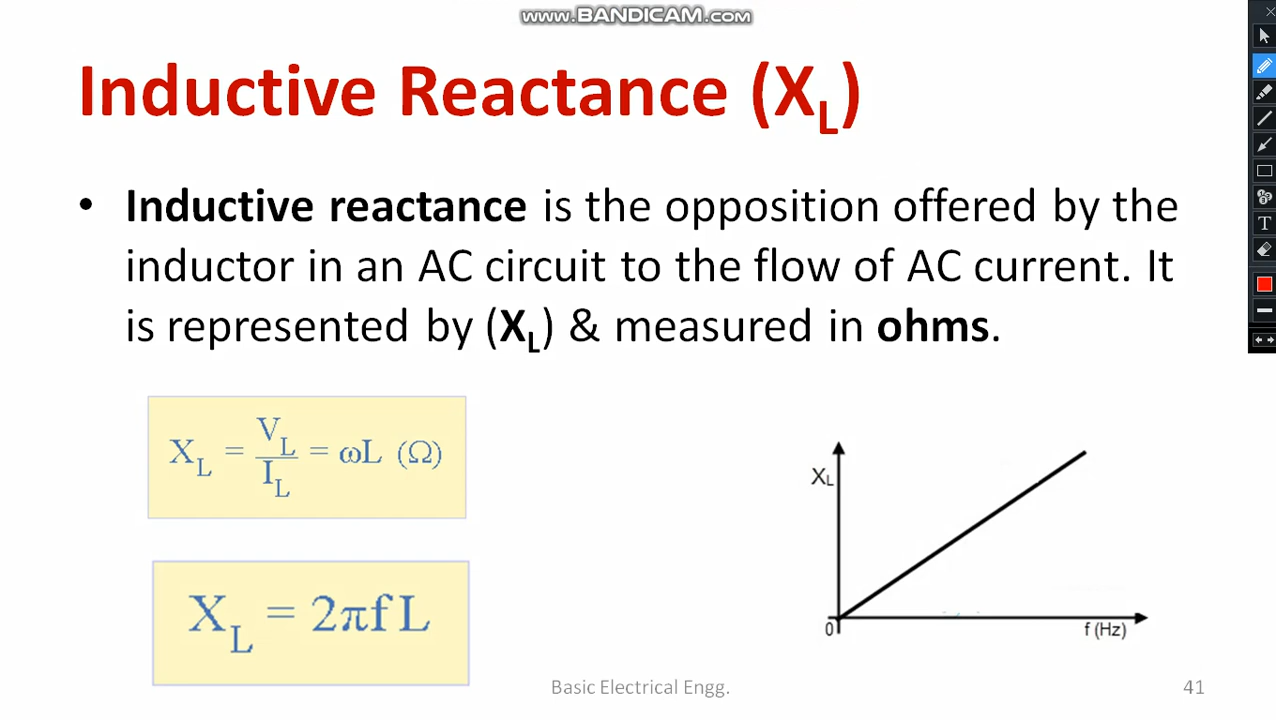 www.BANDICAM.com
Inductive Reactance (X_L)
• Inductive reactance is the opposition offered by the
inductor in an AC circuit to the flow of AC current. It
is represented by (X_L) & measured in ohms.
X_L = V_L / I_L = ωL (Ω)
X_L = 2πf L
X_L
0
f (Hz)
T
Basic Electrical Engg.
41